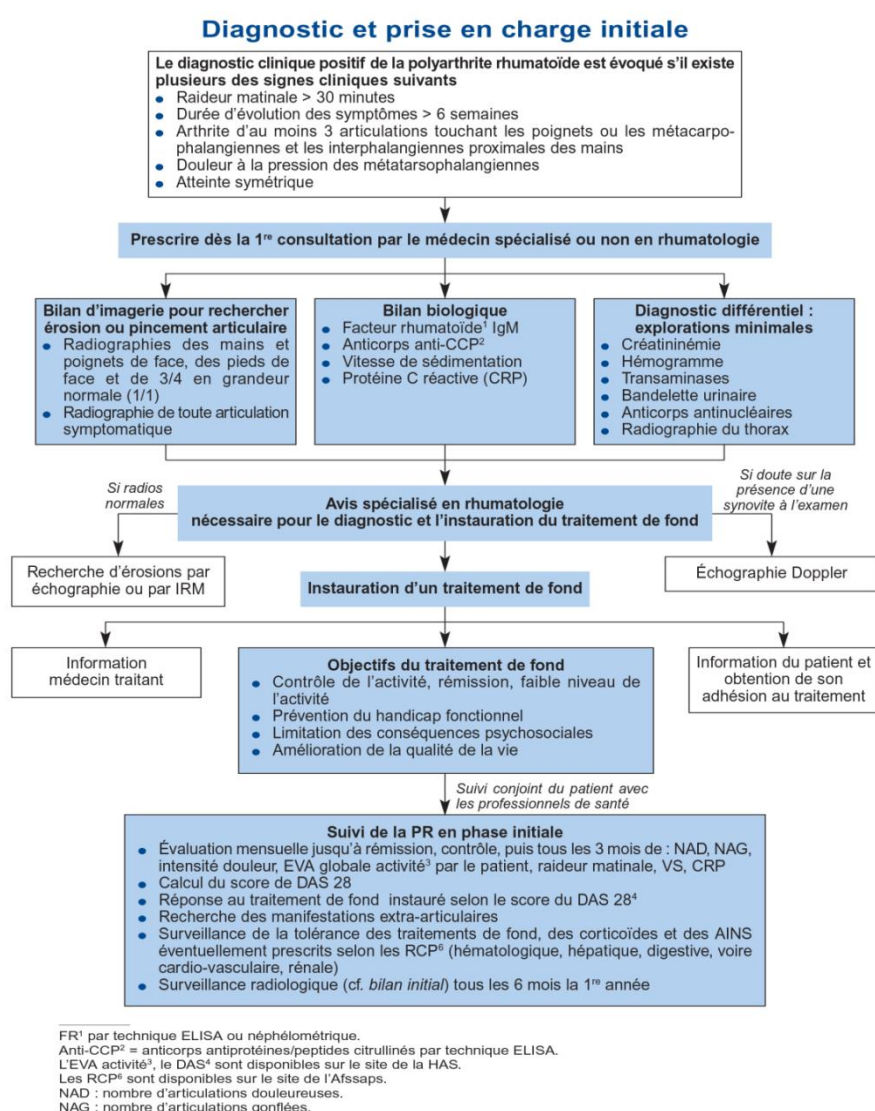 Diagnostic et prise en charge initiale
Le diagnostic clinique positif de la polyarthrite rhumatoïde est évoqué s'il existe
plusieurs des signes cliniques suivants
● Raideur matinale > 30 minutes
● Durée d'évolution des symptômes > 6 semaines
● Arthrite d'au moins 3 articulations touchant les poignets ou les métacarpo-
phalangiennes et les interphalangiennes proximales des mains
● Douleur à la pression des métatarsophalangiennes
● Atteinte symétrique
Prescrire dès la 1re consultation par le médecin spécialisé ou non en rhumatologie
Bilan d'imagerie pour rechercher
érosion ou pincement articulaire
● Radiographies des mains et
poignets de face, des pieds de
face et de 3/4 en grandeur
normale (1/1)
● Radiographie de toute articulation
symptomatique
Bilan biologique
● Facteur rhumatoïde¹ IgM
● Anticorps anti-CCP²
● Vitesse de sédimentation
● Protéine C réactive (CRP)
Diagnostic différentiel :
explorations minimales
● Créatininémie
● Hémogramme
● Transaminases
● Bandelette urinaire
● Anticorps antinucléaires
● Radiographie du thorax
Si radios
normales
Avis spécialisé en rhumatologie
nécessaire pour le diagnostic et l'instauration du traitement de fond
Si doute sur la
présence d'une
synovite à l'examen
Recherche d'érosions par
échographie ou par IRM
Instauration d'un traitement de fond
Échographie Doppler
Information
médecin traitant
Objectifs du traitement de fond
● Contrôle de l'activité, rémission, faible niveau de
l'activité
● Prévention du handicap fonctionnel
● Limitation des conséquences psychosociales
● Amélioration de la qualité de la vie
Information du patient et
obtention de son
adhésion au traitement
Suivi conjoint du patient avec
les professionnels de santé
Suivi de la PR en phase initiale
● Évaluation mensuelle jusqu'à rémission, contrôle, puis tous les 3 mois de : NAD, NAG,
intensité douleur, EVA globale activité³ par le patient, raideur matinale, VS, CRP
● Calcul du score de DAS 28
● Réponse au traitement de fond instauré selon le score du DAS 28⁴
● Recherche des manifestations extra-articulaires
● Surveillance de la tolérance des traitements de fond, des corticoïdes et des AINS
éventuellement prescrits selon les RCP⁶ (hématologique, hépatique, digestive, voire
cardio-vasculaire, rénale)
● Surveillance radiologique (cf. bilan initial) tous les 6 mois la 1re année
FR¹ par technique ELISA ou néphélométrique.
Anti-CCP² = anticorps antiprotéines/peptides citrullinés par technique ELISA.
L'EVA activité³, le DAS⁴ sont disponibles sur le site de la HAS.
Les RCP⁶ sont disponibles sur le site de l'Afssaps.
NAD : nombre d'articulations douleureuses.
NAG : nombre d'articulations gonflées.